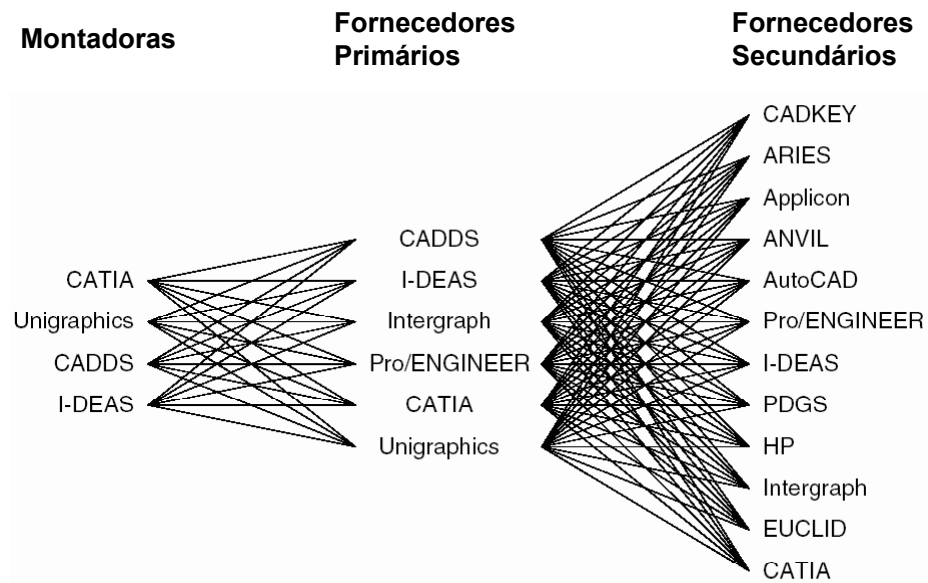 Montadoras
Fornecedores
Primários
Fornecedores
Secundários
CATIA
Unigraphics
CADDS
I-DEAS
CADDS
I-DEAS
Intergraph
Pro/ENGINEER
CATIA
Unigraphics
CADKEY
ARIES
Applicon
ANVIL
AutoCAD
Pro/ENGINEER
I-DEAS
PDGS
HP
Intergraph
EUCLID
CATIA